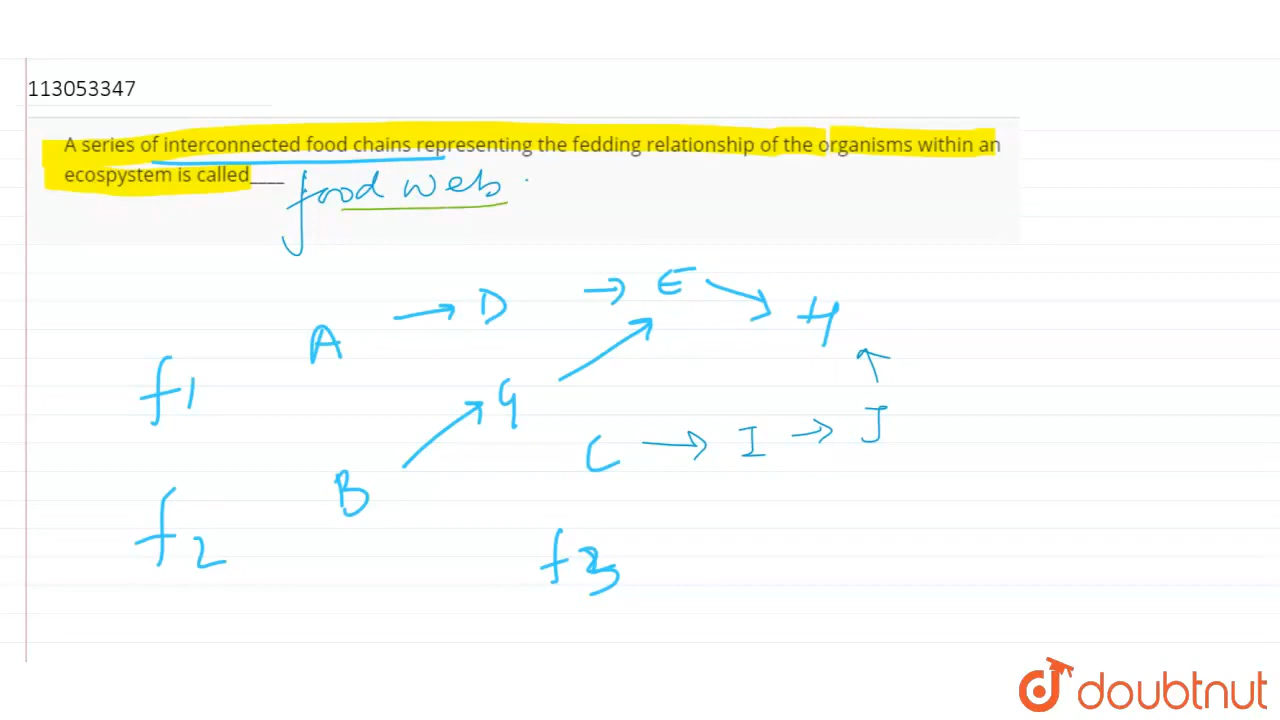 113053347
A series of interconnected food chains representing the fedding relationship of the organisms within an
ecospystem is called____ food web.
A → D → E → H
f1
G
C → I → J
B
f2
f3
doubtnut